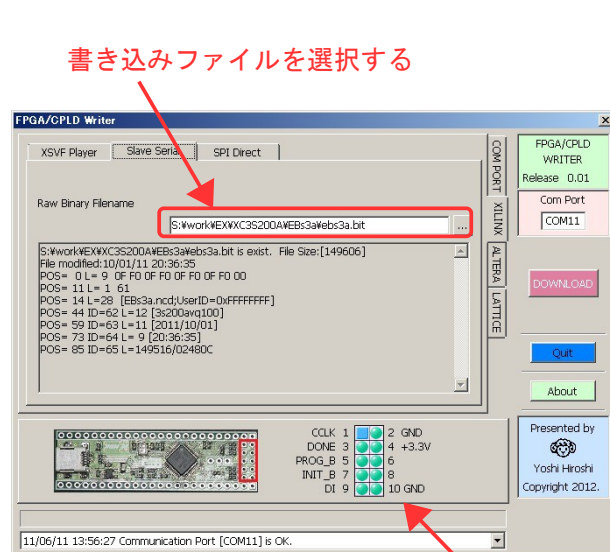 書き込みファイルを選択する
FPGA/CPLD Writer
x
XSVF Player
Slave Serial
SPI Direct
COM PORT
XILINX
ALTERA
LATTICE
FPGA/CPLD
WRITER
Release 0.01
Com Port
COM11
Raw Binary Filename
S:¥work¥EX¥XC3S200A¥EBs3a¥ebs3a.bit
...
S:¥work¥EX¥XC3S200A¥EBs3a¥ebs3a.bit is exist. File Size:[149606]
File modified:10/01/11 20:36:35
POS= 0 L= 9 0F F0 0F F0 0F F0 0F F0 00
POS= 11 L= 1 61
POS= 14 L=28 [EBs3a.ncd;UserID=0xFFFFFFFF]
POS= 44 ID=62 L=12 [3s200avq100]
POS= 59 ID=63 L=11 [2011/10/01]
POS= 73 ID=64 L= 9 [20:36:35]
POS= 85 ID=65 L=149516/02480C
DOWNLOAD
Quit
About
CCLK 1 2 GND
DONE 3 4 +3.3V
PROG_B 5 6
INIT_B 7 8
DI 9 10 GND
Presented by
Yoshi Hiroshi
Copyright 2012.
11/06/11 13:56:27 Communication Port [COM11] is OK.